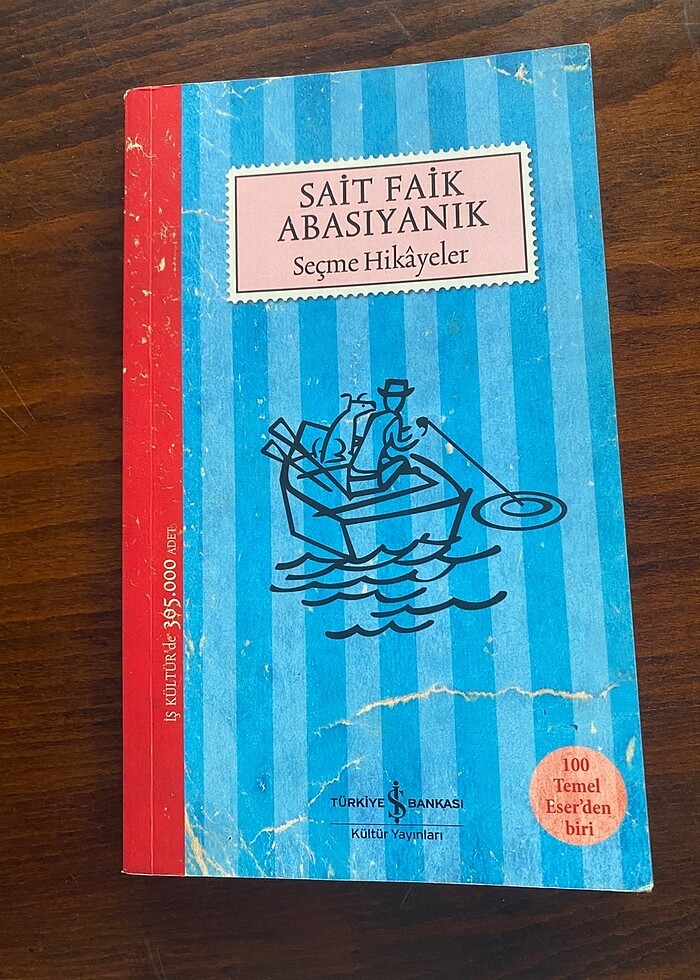 SAİT FAİK
ABASIYANIK
Seçme Hikâyeler
İŞ KÜLTÜR'de 395.000 ADET
TÜRKİYE İŞ BANKASI
Kültür Yayınları
100
Temel
Eser'den
biri